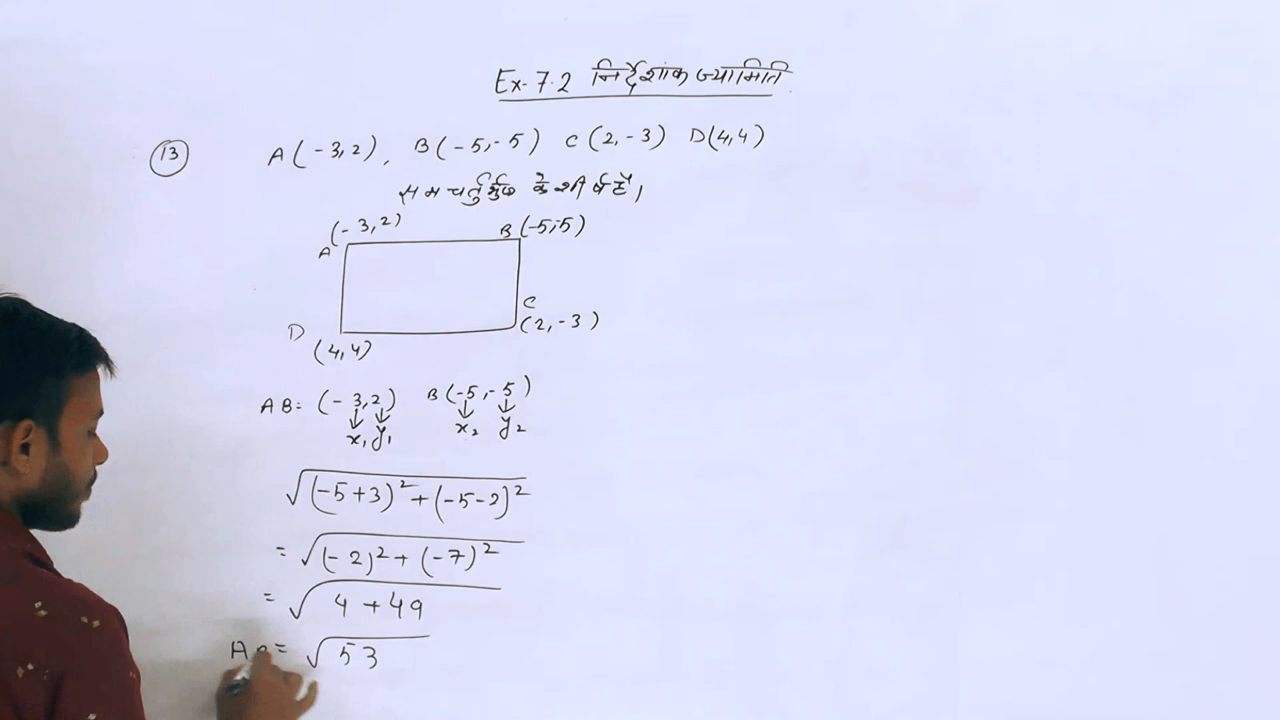 Ex-7.2 निर्देशांक ज्यामिति
13 A(-3,2), B(-5,-5) C(2,-3) D(4,4)
समचर्तुर्भुज के शीर्ष हैं।
(-3,2) B(-5,-5)
A
C
D (2,-3)
(4,4)
AB= (-3,2) B(-5,-5)
x₁ y₁ x₂ y₂
√(-5+3)²+(-5-2)²
= √(-2)²+(-7)²
= √4+49
AB= √53